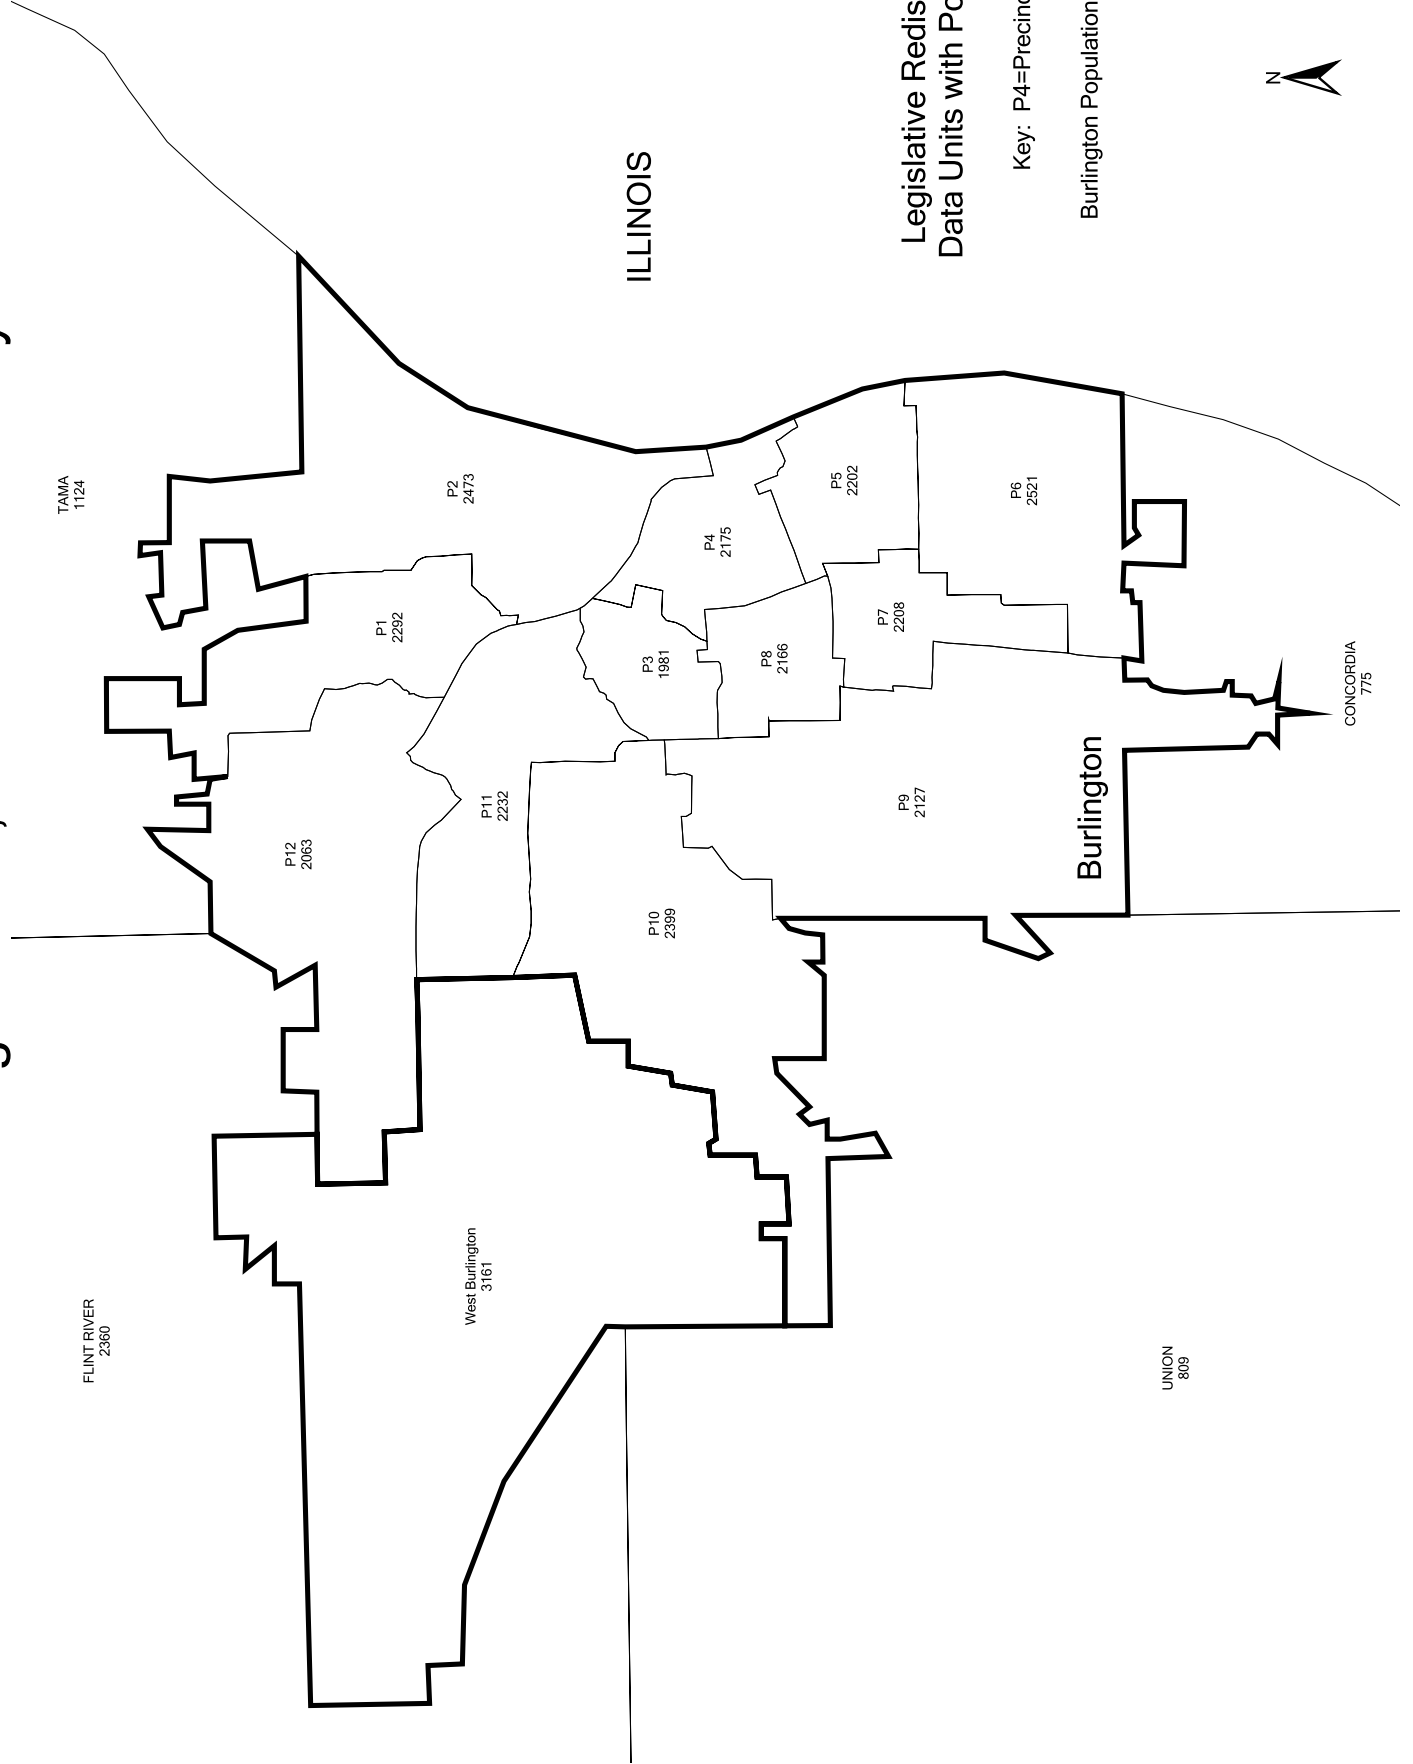 TAMA
1124
FLINT RIVER
2360
ILLINOIS
P2
2473
P1
2292
P12
2063
P11
2232
West Burlington
3161
P3
1981
P4
2175
P10
2399
P8
2166
P5
2202
P7
2208
P9
2127
P6
2521
Burlington
UNION
809
CONCORDIA
775
Legislative Redis
Data Units with Po
Key: P4=Precinc
Burlington Population
N